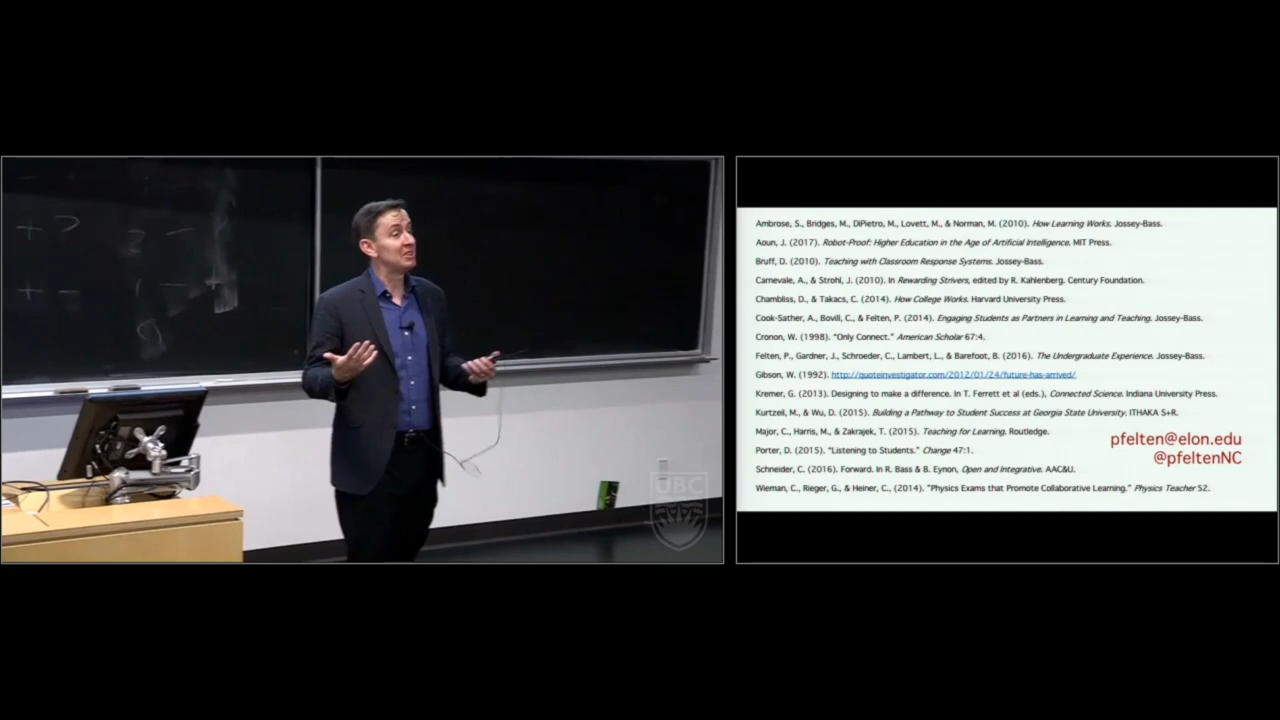 + 2 3 -
+ -
UBC
Ambrose, S., Bridges, M., DiPietro, M., Lovett, M., & Norman, M. (2010). How Learning Works. Jossey-Bass.
Aoun, J. (2017). Robot-Proof: Higher Education in the Age of Artificial Intelligence. MIT Press.
Bruff, D. (2010). Teaching with Classroom Response Systems. Jossey-Bass.
Carnevale, A., & Strohl, J. (2010). In Rewarding Strivers, edited by R. Kahlenberg. Century Foundation.
Chambliss, D., & Takacs, C. (2014). How College Works. Harvard University Press.
Cook-Sather, A., Bovill, C., & Felten, P. (2014). Engaging Students as Partners in Learning and Teaching. Jossey-Bass.
Cronon, W. (1998). “Only Connect.” American Scholar 67:4.
Felten, P., Gardner, J., Schroeder, C., Lambert, L., & Barefoot, B. (2016). The Undergraduate Experience. Jossey-Bass.
Gibson, W. (1992). http://quoteinvestigator.com/2012/01/24/future-has-arrived/
Kremer, G. (2013). Designing to make a difference. In T. Ferrett et al (eds.), Connected Science. Indiana University Press.
Kurtzeil, M., & Wu, D. (2015). Building a Pathway to Student Success at Georgia State University. ITHAKA S+R.
Major, C., Harris, M., & Zakrajek, T. (2015). Teaching for Learning. Routledge.
Porter, D. (2015). “Listening to Students.” Change 47:1.
Schneider, C. (2016). Forward. In R. Bass & B. Eynon, Open and Integrative. AAC&U.
Wieman, C., Rieger, G., & Heiner, C., (2014). “Physics Exams that Promote Collaborative Learning.” Physics Teacher 52.
pfelten@elon.edu
@pfeltenNC